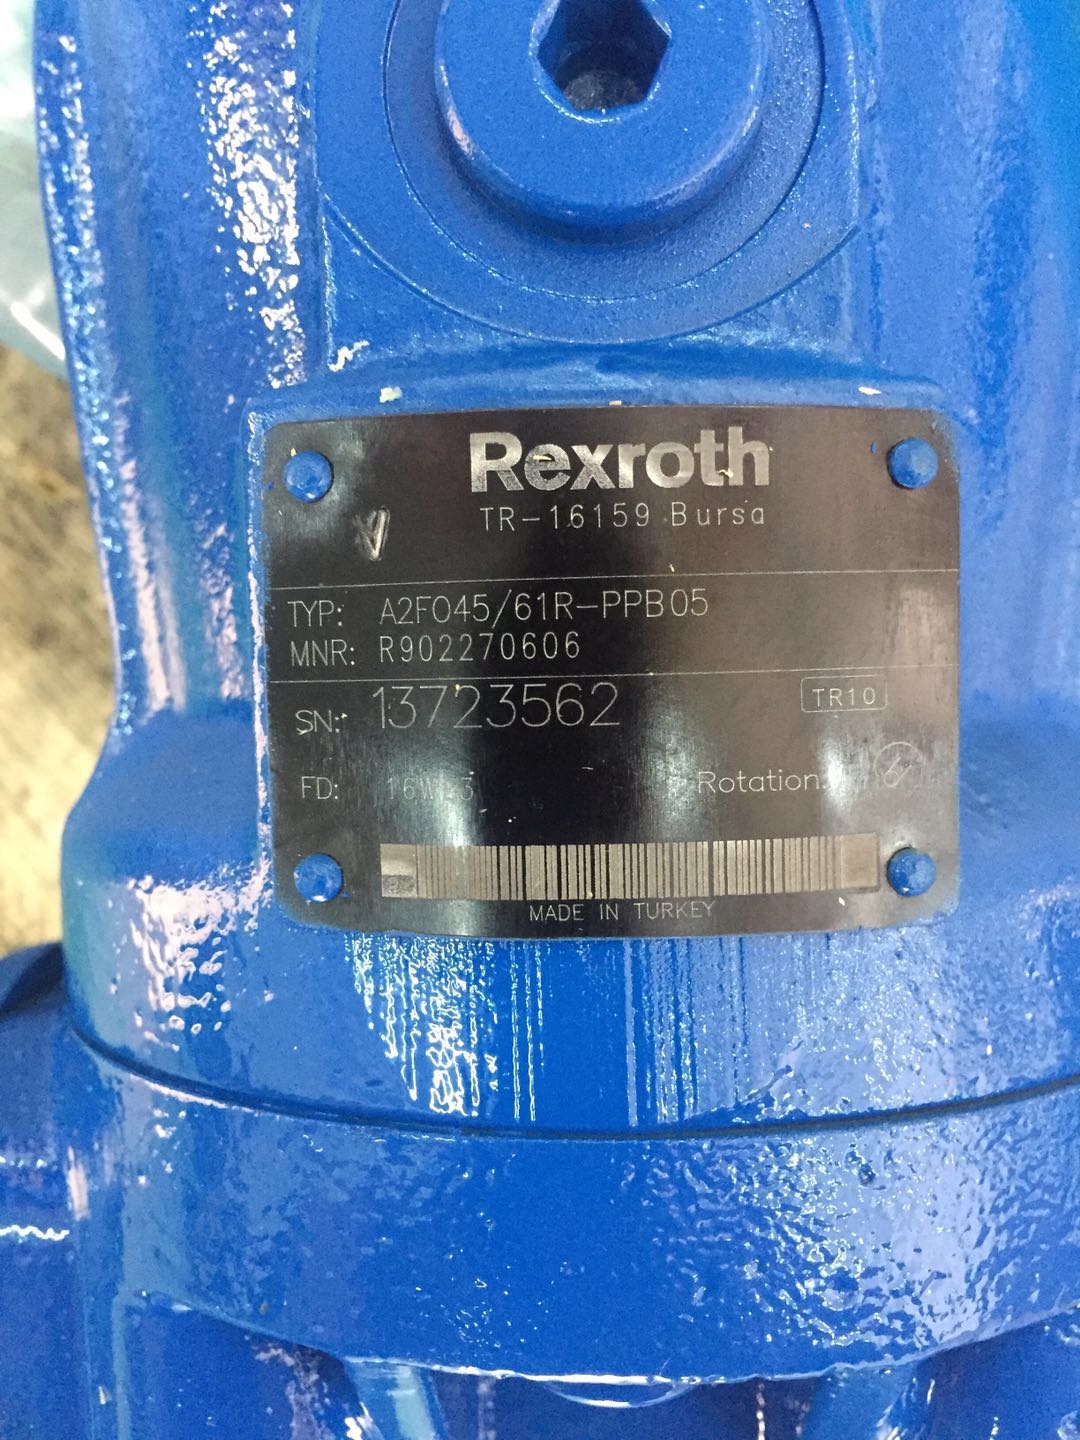 Rexroth
TR-16159 Bursa
TYP: A2FO45/61R-PPB05
MNR: R902270606
SN: 13723562
TR10
FD:
Rotation:
MADE IN TURKEY